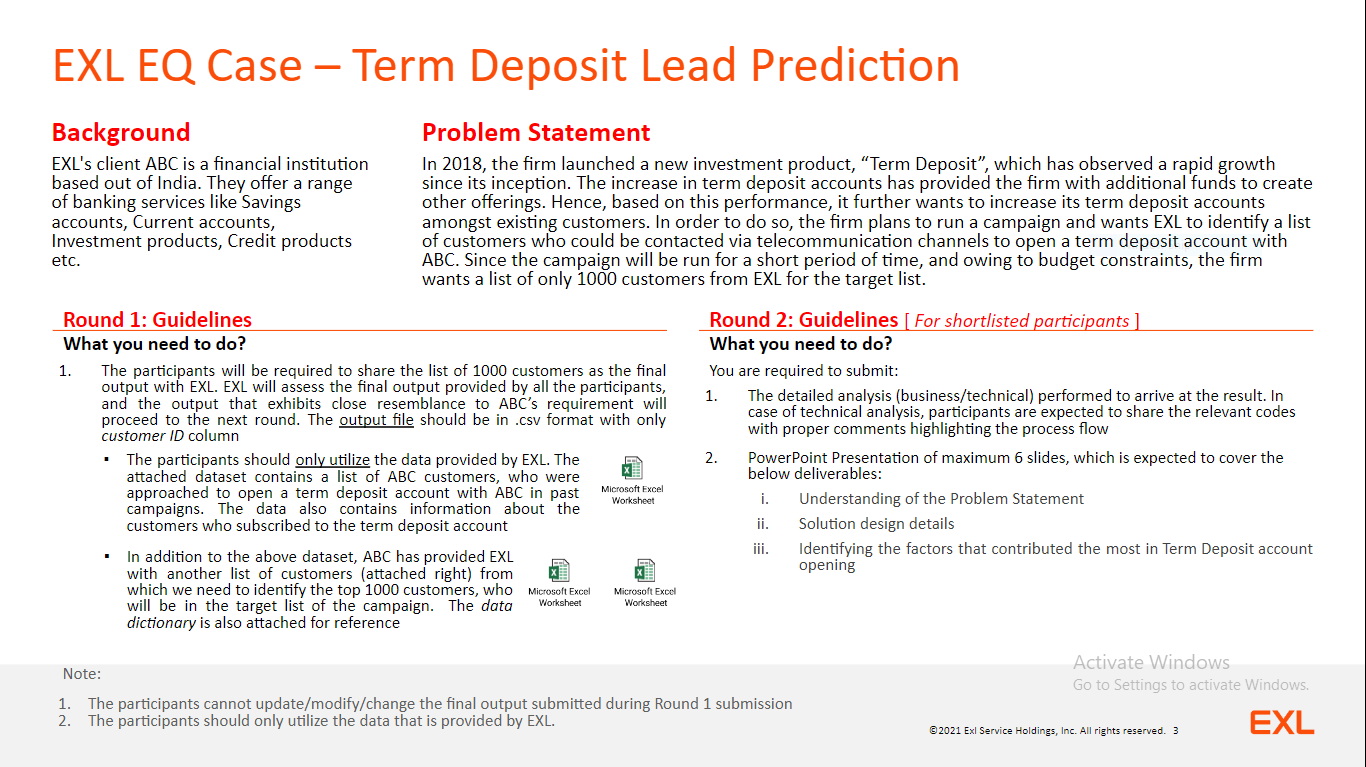 EXL EQ Case – Term Deposit Lead Prediction
Background
EXL's client ABC is a financial institution
based out of India. They offer a range
of banking services like Savings
accounts, Current accounts,
Investment products, Credit products
etc.
Problem Statement
In 2018, the firm launched a new investment product, “Term Deposit”, which has observed a rapid growth
since its inception. The increase in term deposit accounts has provided the firm with additional funds to create
other offerings. Hence, based on this performance, it further wants to increase its term deposit accounts
amongst existing customers. In order to do so, the firm plans to run a campaign and wants EXL to identify a list
of customers who could be contacted via telecommunication channels to open a term deposit account with
ABC. Since the campaign will be run for a short period of time, and owing to budget constraints, the firm
wants a list of only 1000 customers from EXL for the target list.
Round 1: Guidelines
What you need to do?
1. The participants will be required to share the list of 1000 customers as the final
output with EXL. EXL will assess the final output provided by all the participants,
and the output that exhibits close resemblance to ABC’s requirement will
proceed to the next round. The output file should be in .csv format with only
customer ID column
▪ The participants should only utilize the data provided by EXL. The
attached dataset contains a list of ABC customers, who were
approached to open a term deposit account with ABC in past
campaigns. The data also contains information about the
customers who subscribed to the term deposit account
Microsoft Excel
Worksheet
▪ In addition to the above dataset, ABC has provided EXL
with another list of customers (attached right) from
which we need to identify the top 1000 customers, who
will be in the target list of the campaign. The data
dictionary is also attached for reference
Microsoft Excel
Worksheet
Microsoft Excel
Worksheet
Round 2: Guidelines [ For shortlisted participants ]
What you need to do?
You are required to submit:
1. The detailed analysis (business/technical) performed to arrive at the result. In
case of technical analysis, participants are expected to share the relevant codes
with proper comments highlighting the process flow
2. PowerPoint Presentation of maximum 6 slides, which is expected to cover the
below deliverables:
i. Understanding of the Problem Statement
ii. Solution design details
iii. Identifying the factors that contributed the most in Term Deposit account
opening
Activate Windows
Go to Settings to activate Windows.
Note:
1. The participants cannot update/modify/change the final output submitted during Round 1 submission
2. The participants should only utilize the data that is provided by EXL.
©2021 Exl Service Holdings, Inc. All rights reserved. 3
EXL